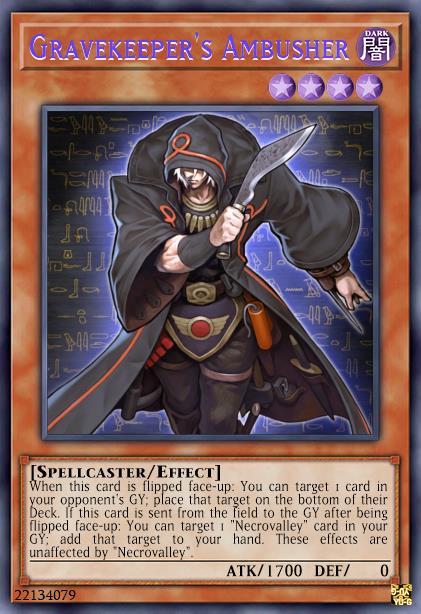 GRAVEKEEPER'S AMBUSHER
DARK
闇
[SPELLCASTER/EFFECT]
When this card is flipped face-up: You can target 1 card in
your opponent's GY; place that target on the bottom of their
Deck. If this card is sent from the field to the GY after being
flipped face-up: You can target 1 "Necrovalley" card in your
GY; add that target to your hand. These effects are
unaffected by "Necrovalley".
ATK/1700 DEF/ 0
22134079